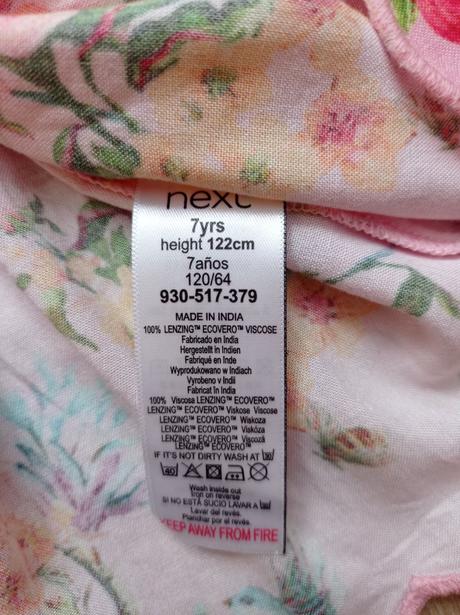 next
7yrs
height 122cm
7años
120/64
930-517-379
MADE IN INDIA
100% LENZING™ ECOVERO™ VISCOSE
Fabricado en India
Hergestellt in Indien
Fabriqué en Inde
Wyprodukowano w Indiach
Vyrobeno v Indii
Fabricat în India
100% Viscosa LENZING™ ECOVERO™
LENZING™ ECOVERO™ Viskose Viscose
LENZING™ ECOVERO™ Wiskoza
LENZING™ ECOVERO™ Viskóza
LENZING™ ECOVERO™ Viscoză
LENZING™ ECOVERO™
IF IT'S NOT DIRTY WASH AT 30
40
Wash inside out
Iron on reverse
SI NO ESTÁ SUCIO LAVAR A 30
Lavar del revés.
Planchar por el revés.
KEEP AWAY FROM FIRE